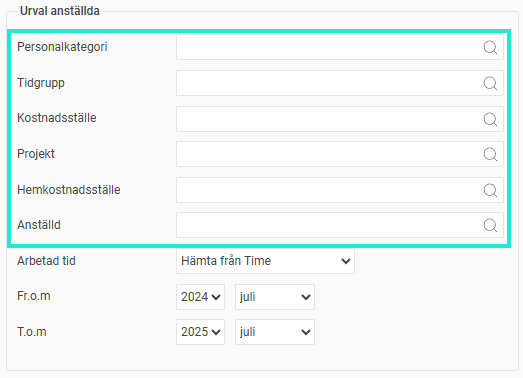 Urval anställda
Personalkategori
Tidgrupp
Kostnadsställe
Projekt
Hemkostnadsställe
Anställd
Arbetad tid Hämta från Time
Fr.o.m 2024 juli
T.o.m 2025 juli